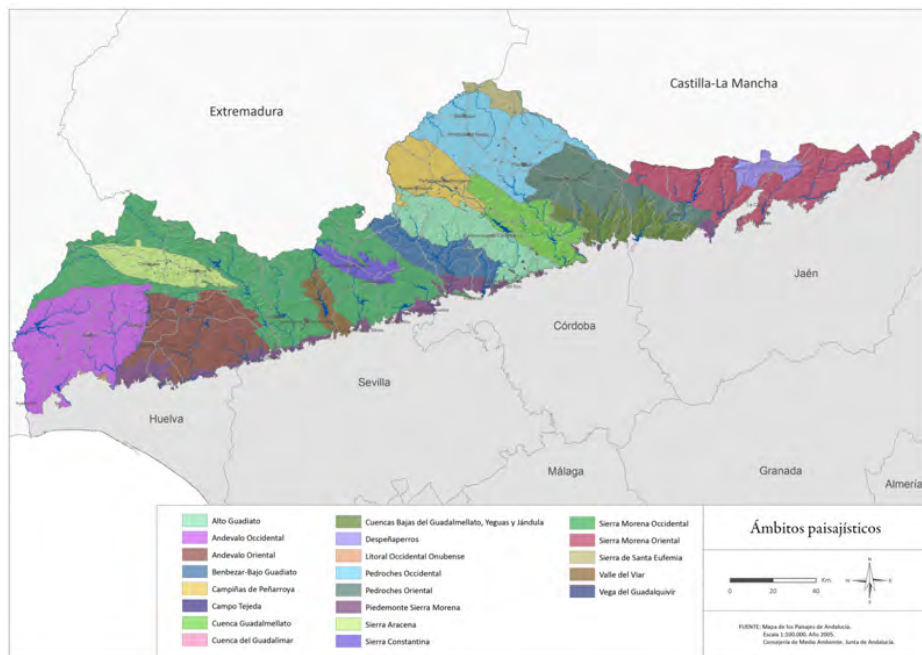 Castilla-La Mancha
Extremadura
Jaén
Córdoba
Sevilla
Huelva
Málaga
Granada
Almería
Alto Guadiato
Andevalo Occidental
Andevalo Oriental
Benbezar-Bajo Guadiato
Campiñas de Peñarroya
Campo Tejeda
Cuenca Guadalmellato
Cuenca del Guadalimar
Cuencas Bajas del Guadalmellato, Yeguas y Jándula
Despeñaperros
Litoral Occidental Onubense
Pedroches Occidental
Pedroches Oriental
Piedemonte Sierra Morena
Sierra Aracena
Sierra Constantina
Sierra Morena Occidental
Sierra Morena Oriental
Sierra de Santa Eufemia
Valle del Viar
Vega del Guadalquivir
Ámbitos paisajísticos
Km.
0 20 40
N
S
FUENTE: Mapa de los Paisajes de Andalucía.
Escala 1:100.000. Año 2005.
Consejería de Medio Ambiente. Junta de Andalucía.